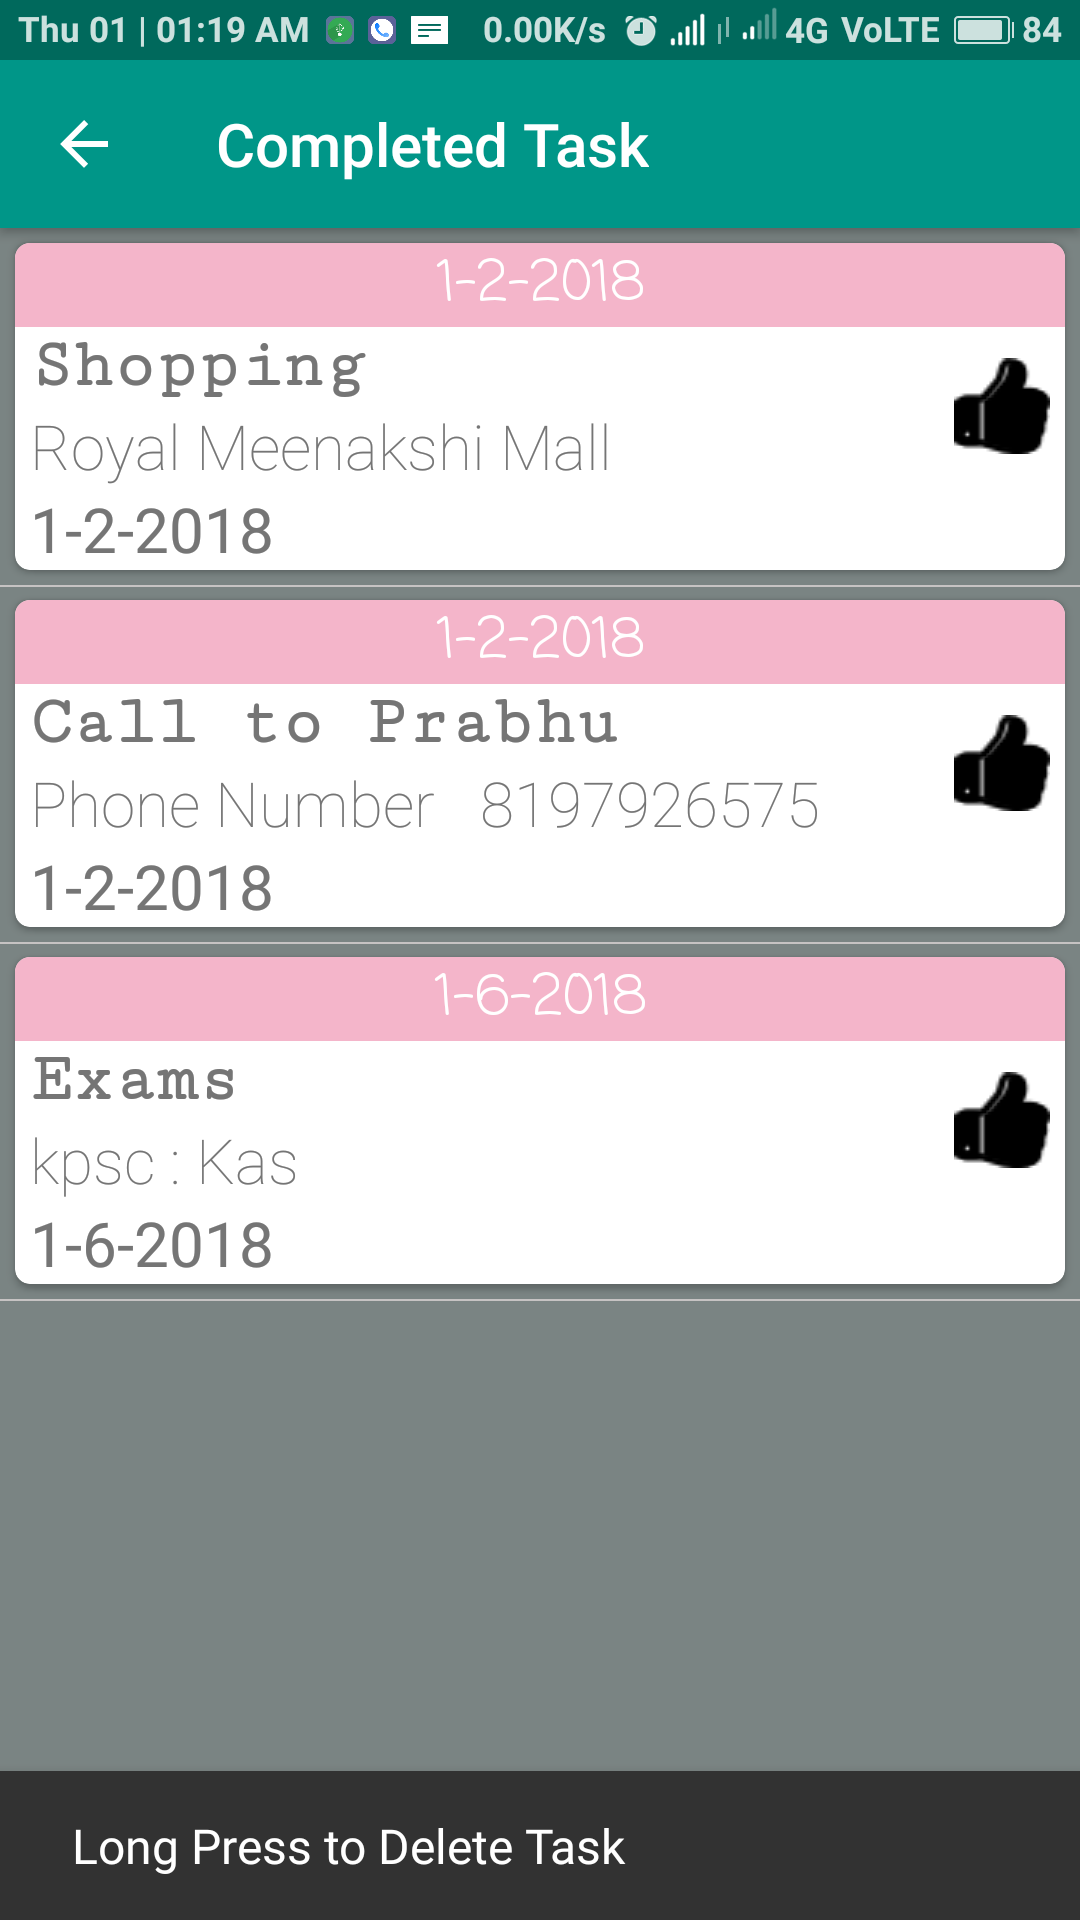 Thu 01 | 01:19 AM 0.00K/s 4G VoLTE 84
Completed Task
1-2-2018
Shopping
Royal Meenakshi Mall
1-2-2018
1-2-2018
Call to Prabhu
Phone Number 8197926575
1-2-2018
1-6-2018
Exams
kpsc : Kas
1-6-2018
Long Press to Delete Task